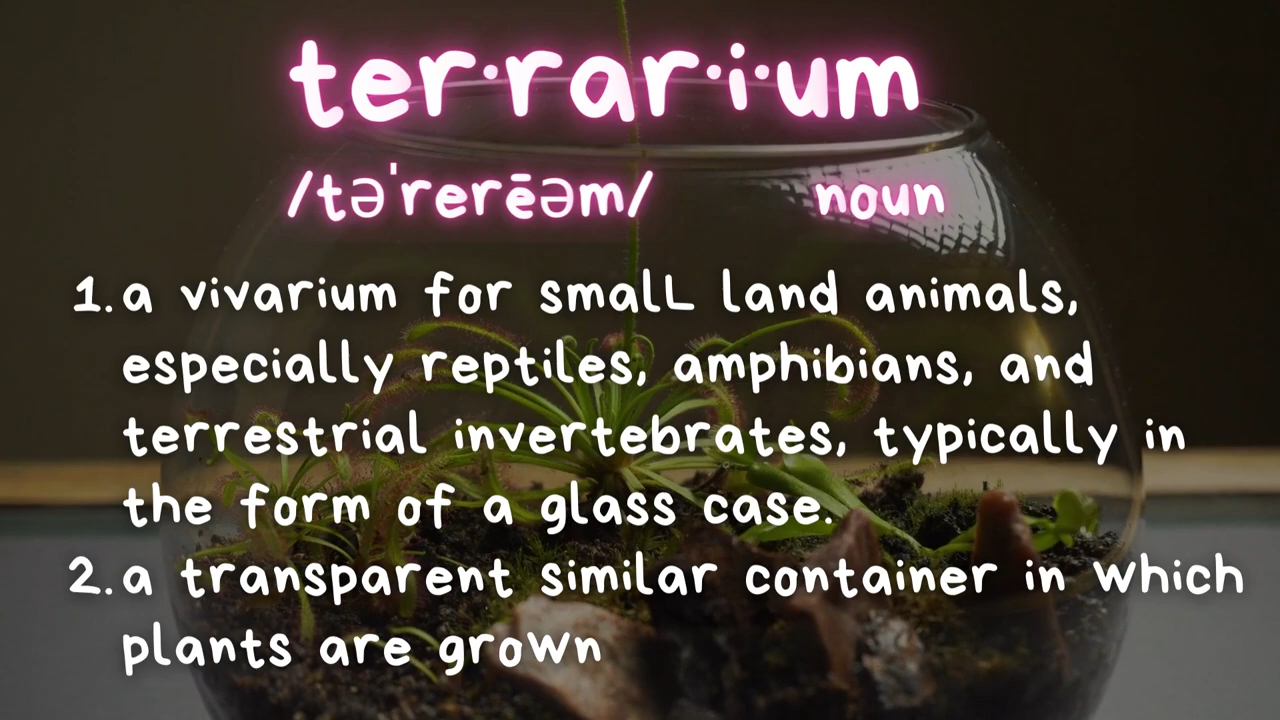 ter·rar·i·um
/təˈrerēəm/ noun
1. a vivarium for small land animals,
especially reptiles, amphibians, and
terrestrial invertebrates, typically in
the form of a glass case.
2. a transparent similar container in which
plants are grown